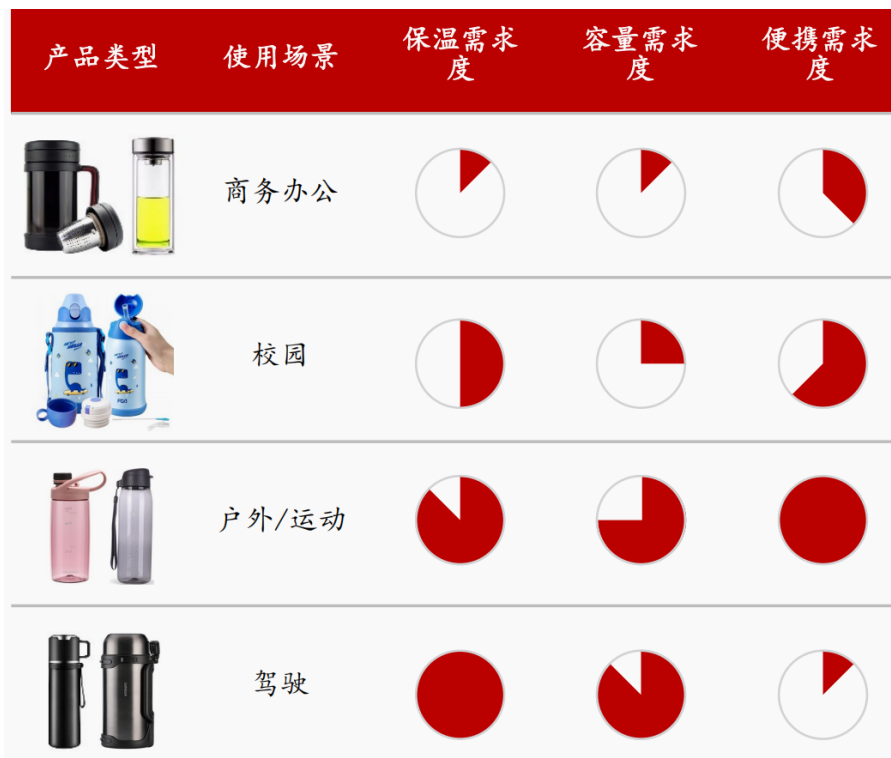 产品类型
使用场景
保温需求
度
容量需求
度
便携需求
度
商务办公
校园
户外/运动
驾驶